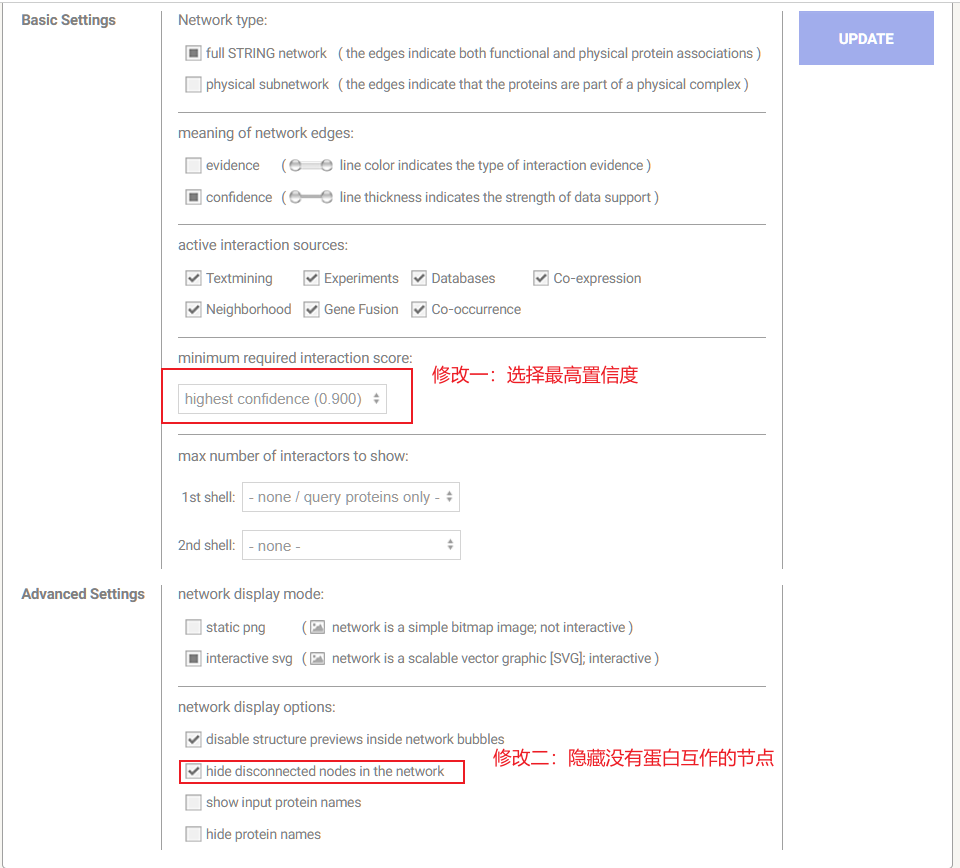 Basic Settings
Network type:
UPDATE
full STRING network ( the edges indicate both functional and physical protein associations )
physical subnetwork ( the edges indicate that the proteins are part of a physical complex )
meaning of network edges:
evidence ( line color indicates the type of interaction evidence )
confidence ( line thickness indicates the strength of data support )
active interaction sources:
Textmining Experiments Databases Co-expression
Neighborhood Gene Fusion Co-occurrence
minimum required interaction score:
修改一：选择最高置信度
highest confidence (0.900)
max number of interactors to show:
1st shell: - none / query proteins only -
2nd shell: - none -
Advanced Settings
network display mode:
static png ( network is a simple bitmap image; not interactive )
interactive svg ( network is a scalable vector graphic [SVG]; interactive )
network display options:
disable structure previews inside network bubbles
修改二：隐藏没有蛋白互作的节点
hide disconnected nodes in the network
show input protein names
hide protein names